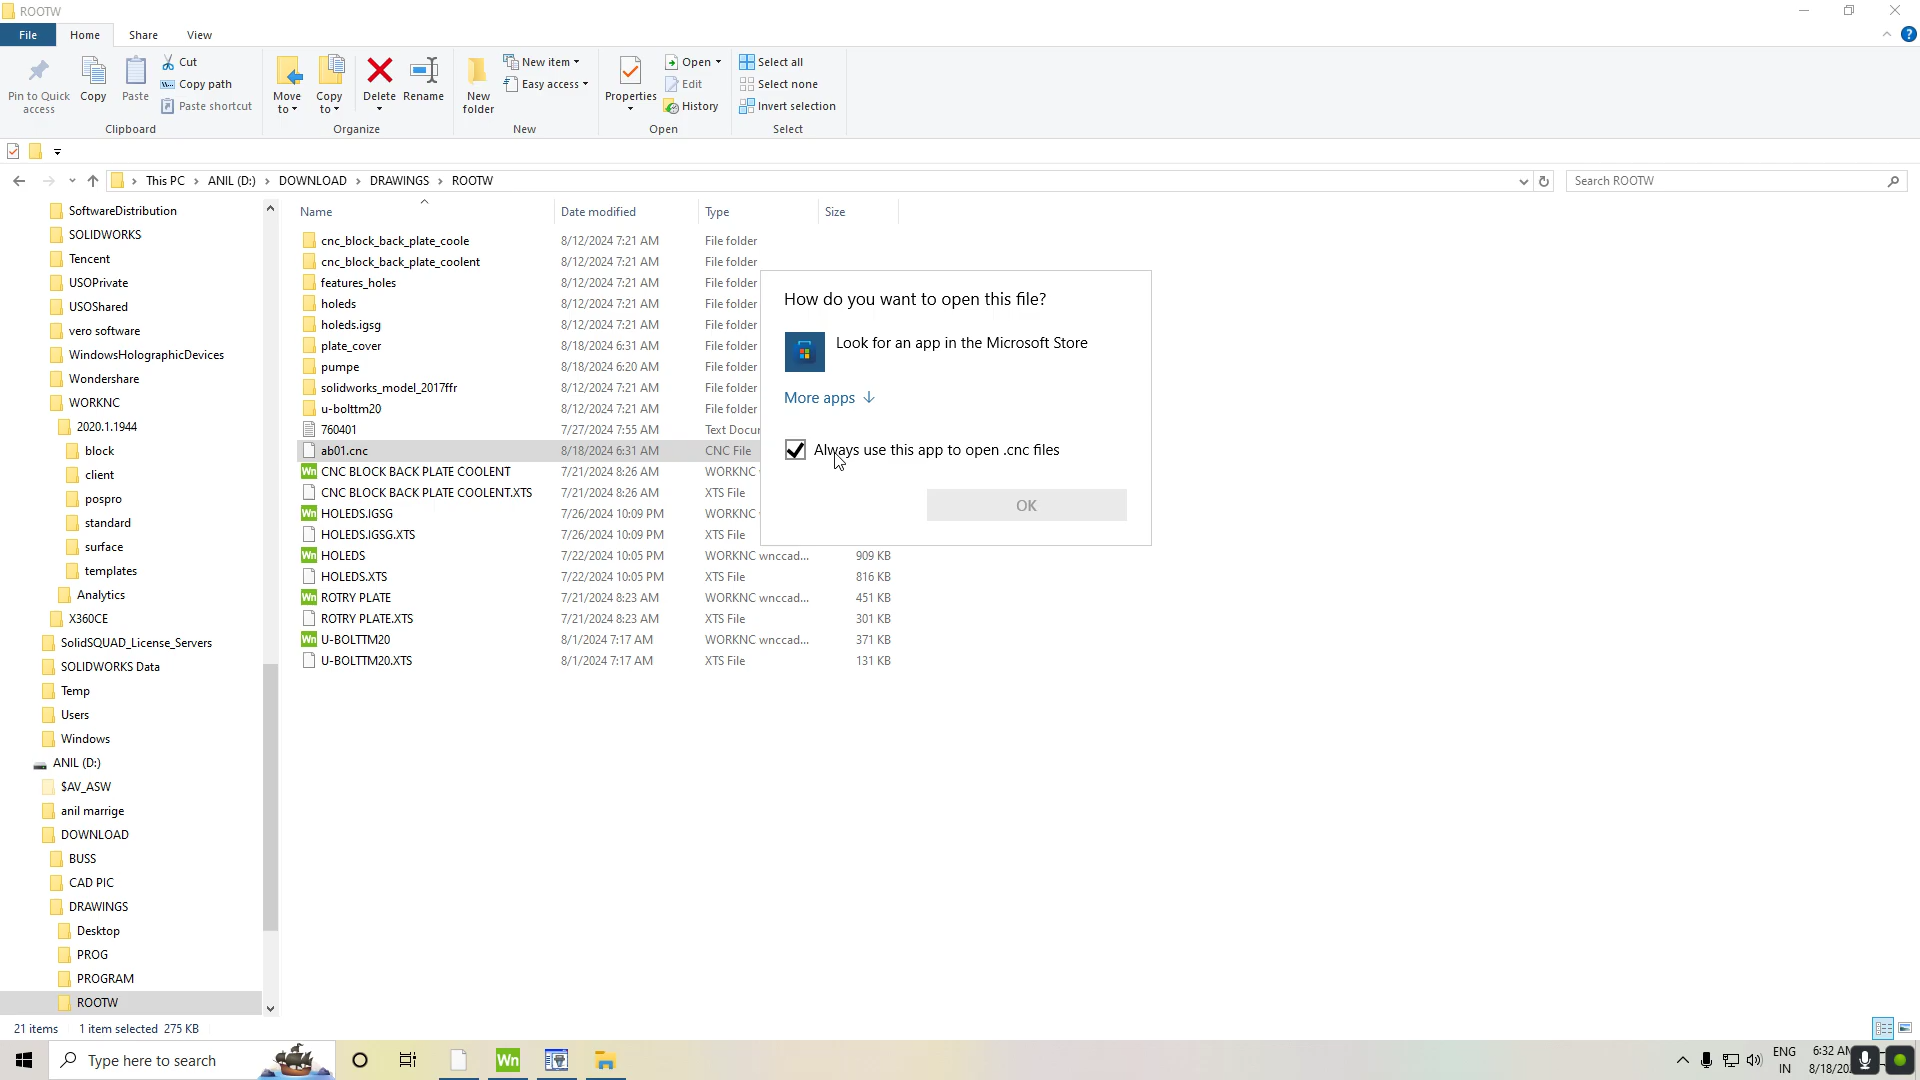 ROOTW
File Home Share View
Pin to Quick access
Copy
Paste
Cut
Copy path
Paste shortcut
Clipboard
Move to
Copy to
Delete
Rename
Organize
New folder
New item
Easy access
New
Properties
Open
Edit
History
Open
Select all
Select none
Invert selection
Select
This PC > ANIL (D:) > DOWNLOAD > DRAWINGS > ROOTW
Search ROOTW
SoftwareDistribution
SOLIDWORKS
Tencent
USOPrivate
USOShared
vero software
WindowsHolographicDevices
Wondershare
WORKNC
2020.1.1944
block
client
pospro
standard
surface
templates
Analytics
X360CE
SolidSQUAD_License_Servers
SOLIDWORKS Data
Temp
Users
Windows
ANIL (D:)
$AV_ASW
anil marrige
DOWNLOAD
BUSS
CAD PIC
DRAWINGS
Desktop
PROG
PROGRAM
ROOTW
Name Date modified Type Size
cnc_block_back_plate_coole 8/12/2024 7:21 AM File folder
cnc_block_back_plate_coolent 8/12/2024 7:21 AM File folder
features_holes 8/12/2024 7:21 AM File folder
holeds 8/12/2024 7:21 AM File folder
holeds.igsg 8/12/2024 7:21 AM File folder
plate_cover 8/18/2024 6:31 AM File folder
pumpe 8/18/2024 6:20 AM File folder
solidworks_model_2017ffr 8/12/2024 7:21 AM File folder
u-bolttm20 8/12/2024 7:21 AM File folder
760401 7/27/2024 7:55 AM Text Docur
ab01.cnc 8/18/2024 6:31 AM CNC File
Wn CNC BLOCK BACK PLATE COOLENT 7/21/2024 8:26 AM WORKNC
CNC BLOCK BACK PLATE COOLENT.XTS 7/21/2024 8:26 AM XTS File
Wn HOLEDS.IGSG 7/26/2024 10:09 PM WORKNC
HOLEDS.IGSG.XTS 7/26/2024 10:09 PM XTS File
Wn HOLEDS 7/22/2024 10:05 PM WORKNC wnccad... 909 KB
HOLEDS.XTS 7/22/2024 10:05 PM XTS File 816 KB
Wn ROTRY PLATE 7/21/2024 8:23 AM WORKNC wnccad... 451 KB
ROTRY PLATE.XTS 7/21/2024 8:23 AM XTS File 301 KB
Wn U-BOLTTM20 8/1/2024 7:17 AM WORKNC wnccad... 371 KB
U-BOLTTM20.XTS 8/1/2024 7:17 AM XTS File 131 KB
How do you want to open this file?
Look for an app in the Microsoft Store
More apps
Always use this app to open .cnc files
OK
21 items 1 item selected 275 KB
Type here to search
Wn
ENG
IN
6:32 AM
8/18/20